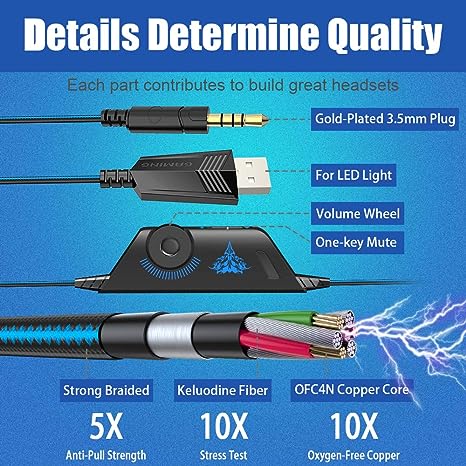 Details Determine Quality
Each part contributes to build great headsets
Gold-Plated 3.5mm Plug
GAMING
For LED Light
Volume Wheel
One-key Mute
Strong Braided
Keluodine Fiber
OFC4N Copper Core
5X
10X
10X
Anti-Pull Strength
Stress Test
Oxygen-Free Copper